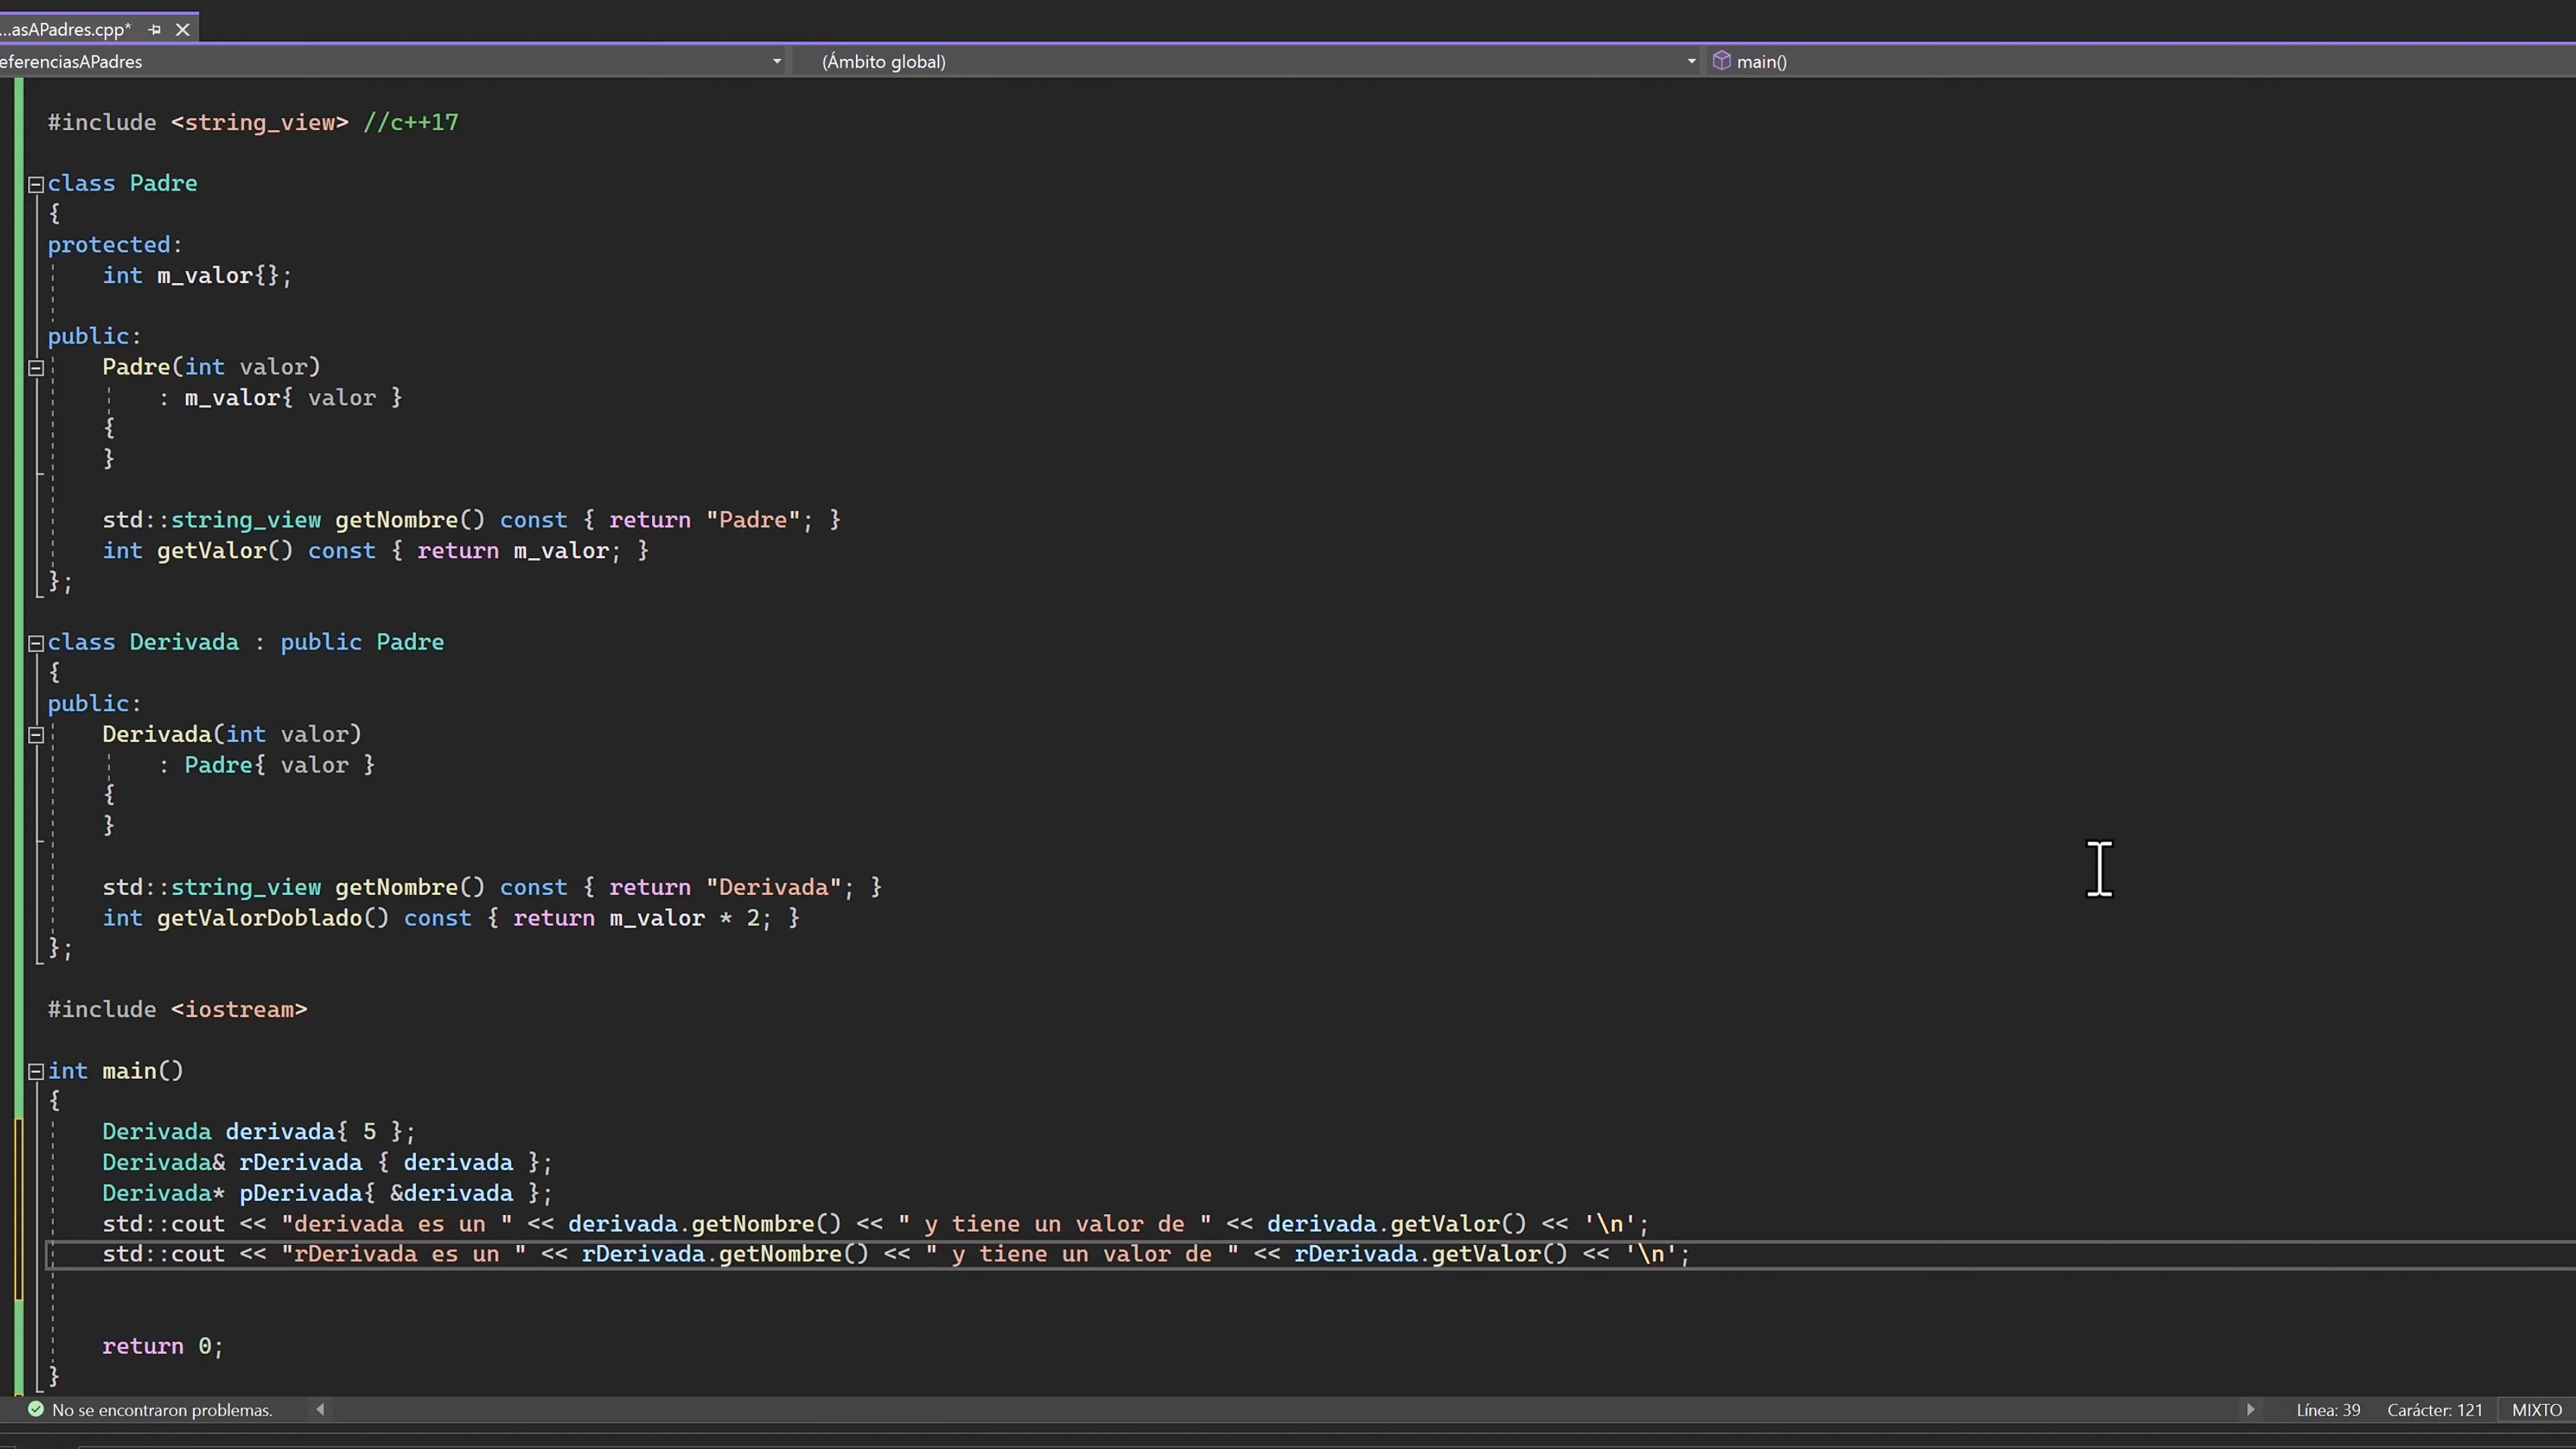 ...asAPadres.cpp*
eferenciasAPadres (Ámbito global) main()
#include <string_view> //c++17
class Padre
{
protected:
    int m_valor{};
public:
    Padre(int valor)
        : m_valor{ valor }
    {
    }
    std::string_view getNombre() const { return "Padre"; }
    int getValor() const { return m_valor; }
};
class Derivada : public Padre
{
public:
    Derivada(int valor)
        : Padre{ valor }
    {
    }
    std::string_view getNombre() const { return "Derivada"; }
    int getValorDoblado() const { return m_valor * 2; }
};
#include <iostream>
int main()
{
    Derivada derivada{ 5 };
    Derivada& rDerivada { derivada };
    Derivada* pDerivada{ &derivada };
    std::cout << "derivada es un " << derivada.getNombre() << " y tiene un valor de " << derivada.getValor() << '\n';
    std::cout << "rDerivada es un " << rDerivada.getNombre() << " y tiene un valor de " << rDerivada.getValor() << '\n';
    return 0;
}
No se encontraron problemas. Línea: 39 Carácter: 121 MIXTO